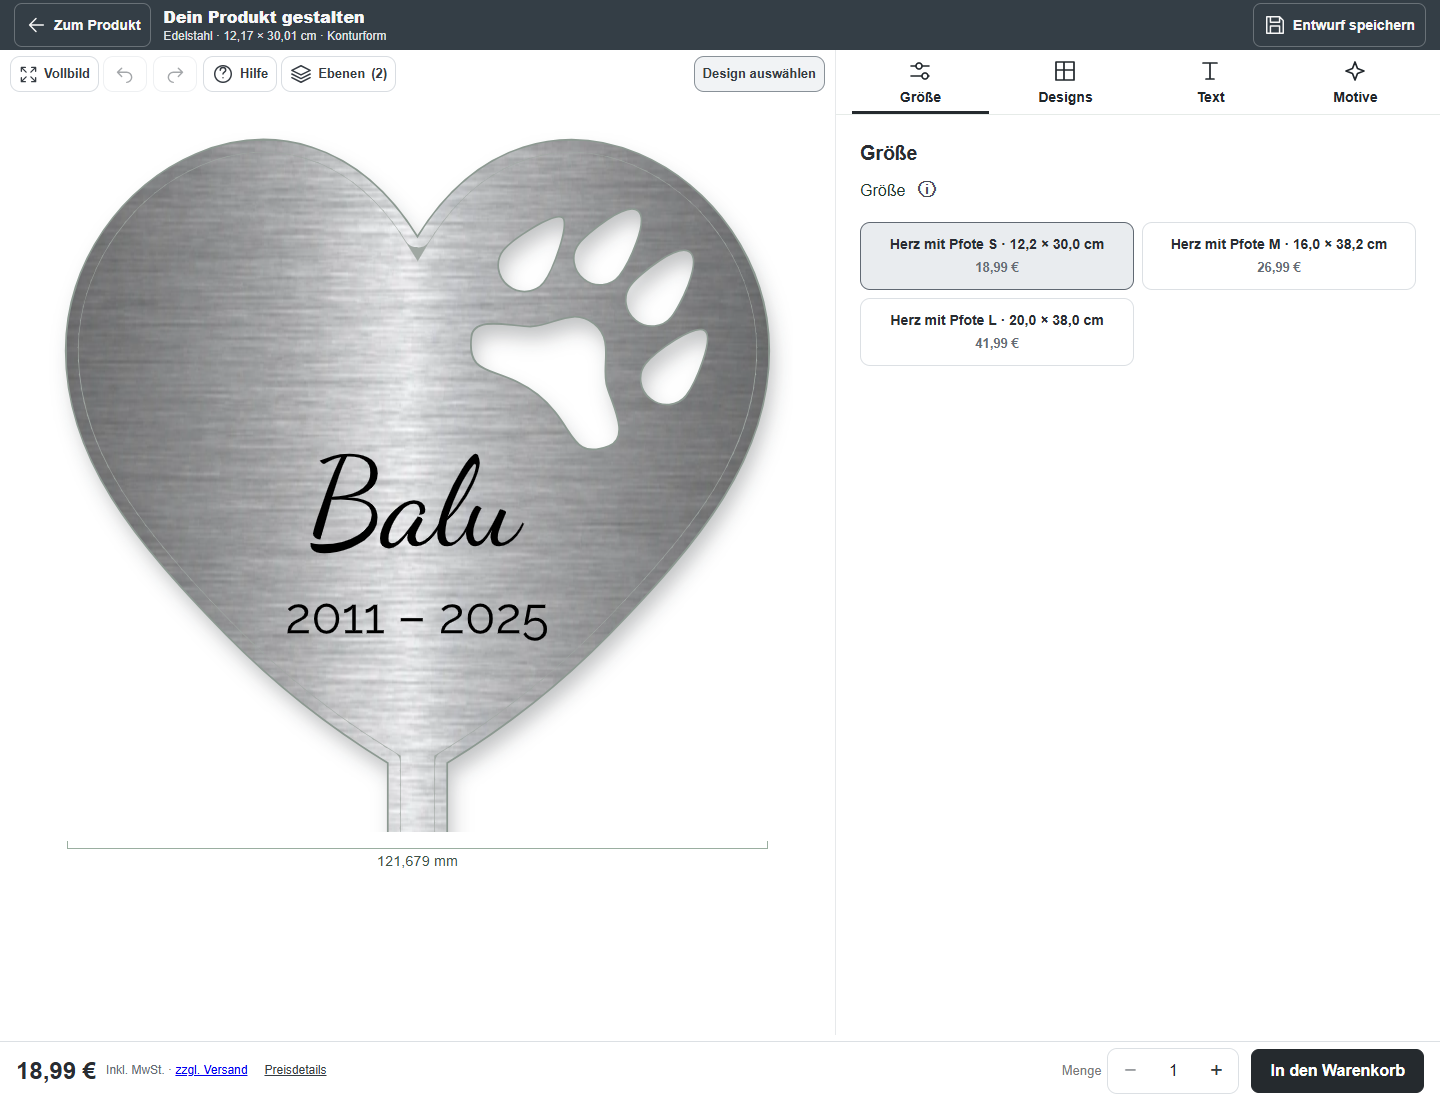 Zum Produkt
Dein Produkt gestalten
Edelstahl · 12,17 × 30,01 cm · Konturform
Entwurf speichern
Vollbild
Hilfe
Ebenen (2)
Design auswählen
Größe
Designs
Text
Motive
Größe
Größe
Herz mit Pfote S · 12,2 × 30,0 cm
18,99 €
Herz mit Pfote M · 16,0 × 38,2 cm
26,99 €
Herz mit Pfote L · 20,0 × 38,0 cm
41,99 €
Balu
2011 – 2025
121,679 mm
18,99 € Inkl. MwSt. · zzgl. Versand Preisdetails
Menge − 1 +
In den Warenkorb